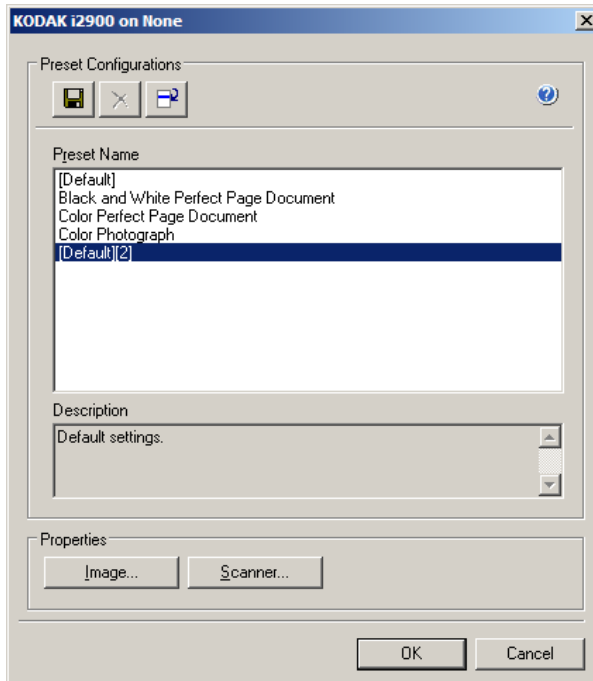 KODAK i2900 on None
Preset Configurations
Preset Name
[Default]
Black and White Perfect Page Document
Color Perfect Page Document
Color Photograph
[Default][2]
Description
Default settings.
Properties
Image... Scanner...
OK Cancel